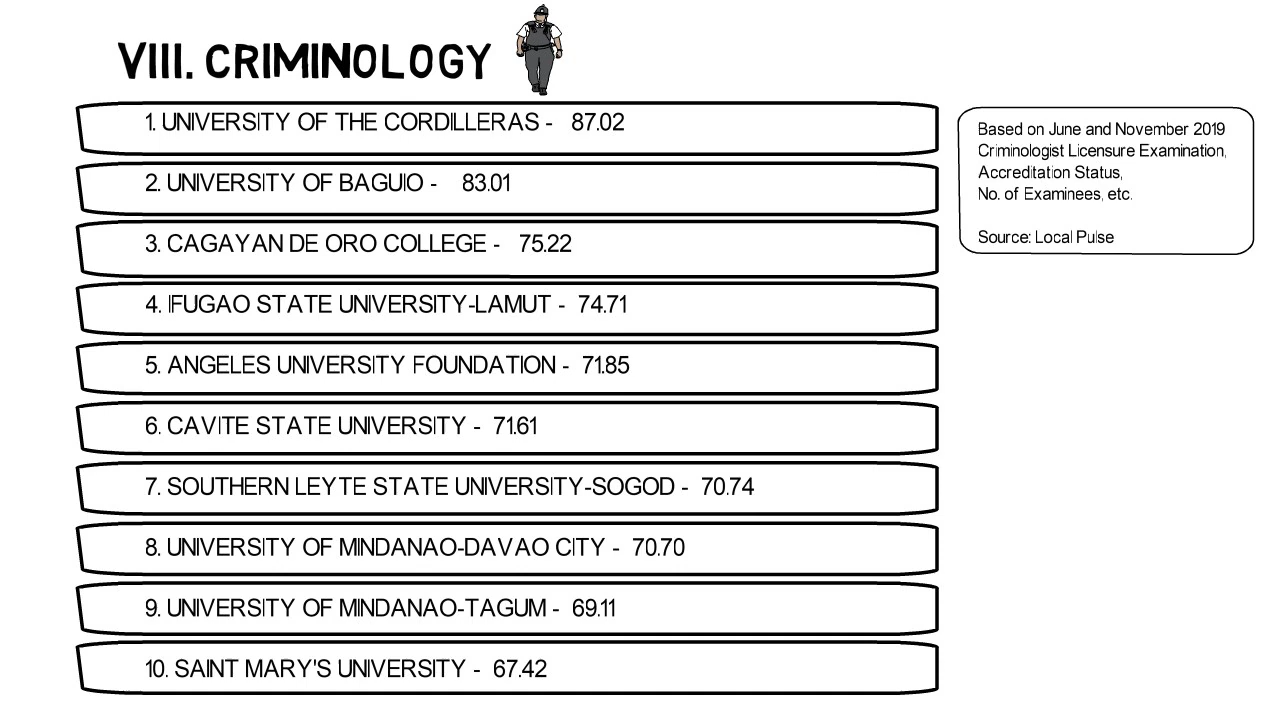 VIII. CRIMINOLOGY
1. UNIVERSITY OF THE CORDILLERAS - 87.02
2. UNIVERSITY OF BAGUIO - 83.01
3. CAGAYAN DE ORO COLLEGE - 75.22
4. IFUGAO STATE UNIVERSITY-LAMUT - 74.71
5. ANGELES UNIVERSITY FOUNDATION - 71.85
6. CAVITE STATE UNIVERSITY - 71.61
7. SOUTHERN LEYTE STATE UNIVERSITY-SOGOD - 70.74
8. UNIVERSITY OF MINDANAO-DAVAO CITY - 70.70
9. UNIVERSITY OF MINDANAO-TAGUM - 69.11
10. SAINT MARY'S UNIVERSITY - 67.42
Based on June and November 2019
Criminologist Licensure Examination,
Accreditation Status,
No. of Examinees, etc.
Source: Local Pulse